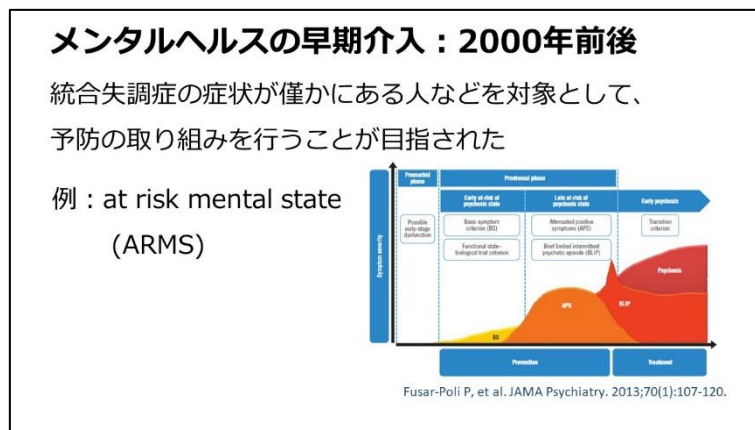 メンタルヘルスの早期介入：2000年前後
統合失調症の症状が僅かにある人などを対象として、
予防の取り組みを行うことが目指された
例：at risk mental state
(ARMS)
Premorbid
phase
Prodromal phase
Early at-risk of
psychosis state
Late at-risk of
psychosis state
Early psychosis
Possible
early-stage
dysfunction
Basic symptom
criterion (BS)
Attenuated positive
symptoms (APS)
Transition
criterion
Functional state-
biological trait criterion
Brief limited intermittent
psychotic episode (BLIP)
Symptom severity
Psychosis
BLIP
APS
BS
Prevention
Treatment
Fusar-Poli P, et al. JAMA Psychiatry. 2013;70(1):107-120.